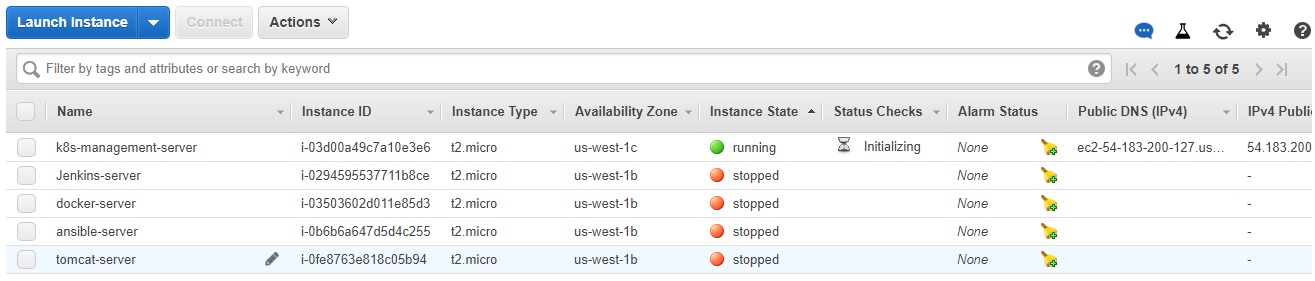 Launch Instance Connect Actions
Filter by tags and attributes or search by keyword 1 to 5 of 5
Name Instance ID Instance Type Availability Zone Instance State Status Checks Alarm Status Public DNS (IPv4) IPv4 Publi
k8s-management-server i-03d00a49c7a10e3e6 t2.micro us-west-1c running Initializing None ec2-54-183-200-127.us... 54.183.200
Jenkins-server i-0294595537711b8ce t2.micro us-west-1b stopped None -
docker-server i-03503602d011e85d3 t2.micro us-west-1b stopped None -
ansible-server i-0b6b6a647d5d4c255 t2.micro us-west-1b stopped None -
tomcat-server i-0fe8763e818c05b94 t2.micro us-west-1b stopped None -